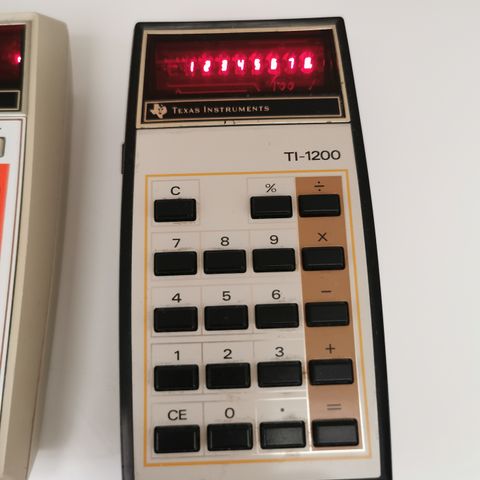 12345678.
TEXAS INSTRUMENTS
TI-1200
C % ÷
7 8 9 ×
4 5 6 −
1 2 3 +
CE 0 · =